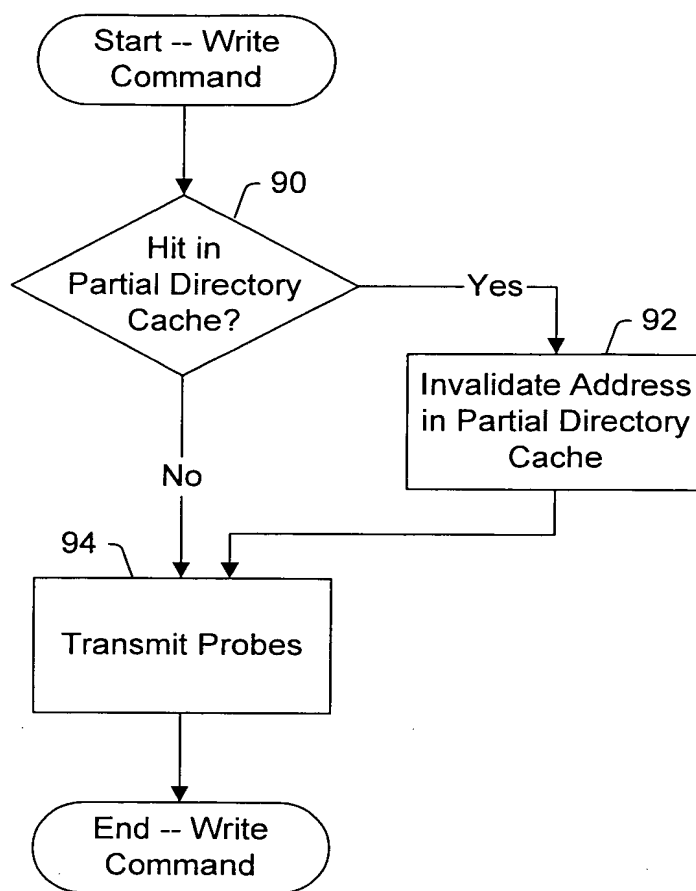 Start -- Write
Command
90
Hit in
Partial Directory
Cache?
Yes
92
Invalidate Address
in Partial Directory
Cache
No
94
Transmit Probes
End -- Write
Command